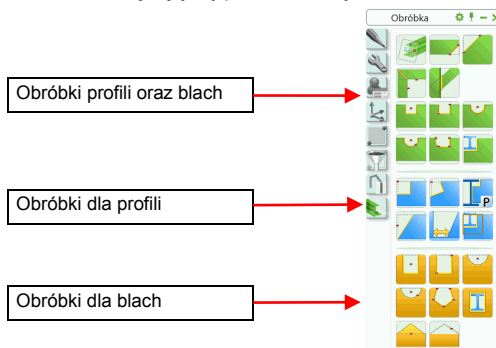 Obróbka
Obróbki profili oraz blach
Obróbki dla profili
P
Obróbki dla blach